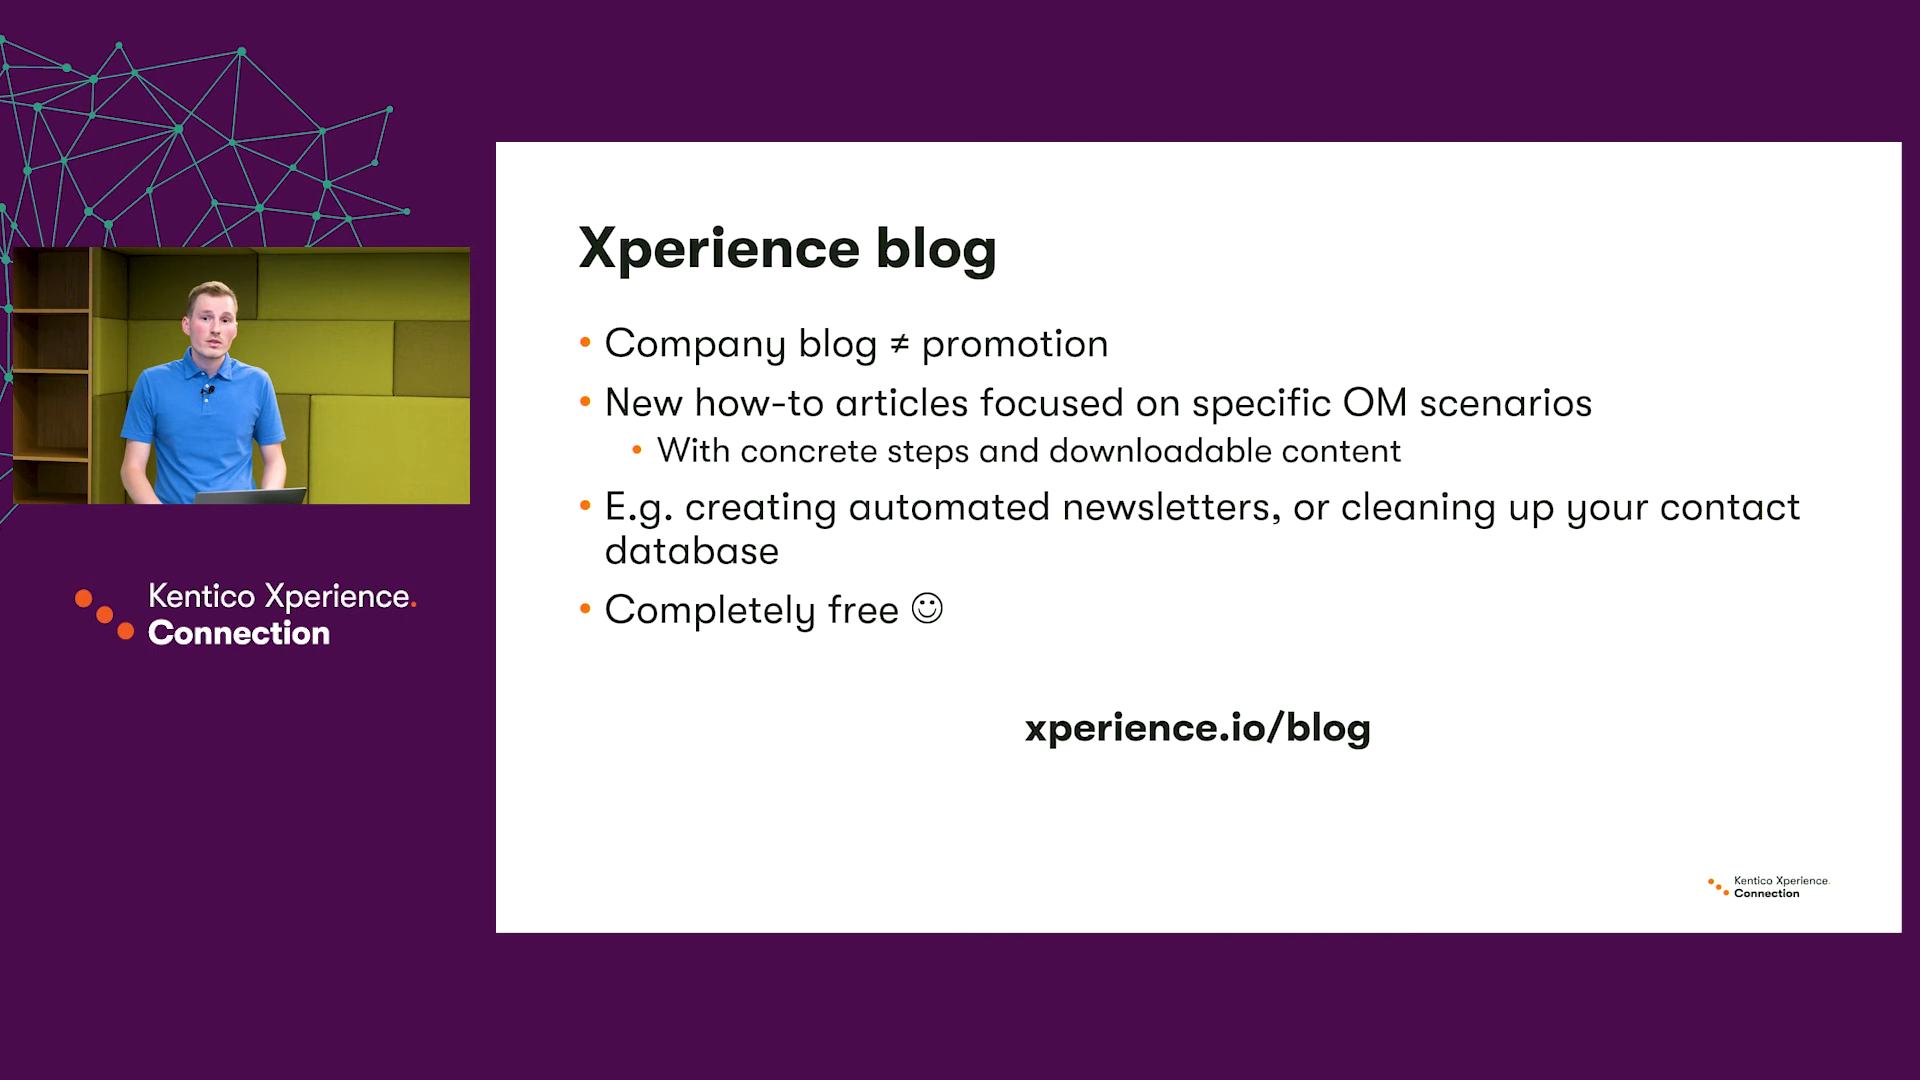 Xperience blog
• Company blog ≠ promotion
• New how-to articles focused on specific OM scenarios
• With concrete steps and downloadable content
• E.g. creating automated newsletters, or cleaning up your contact
database
• Completely free ☺
xperience.io/blog
Kentico Xperience.
Connection
Kentico Xperience.
Connection